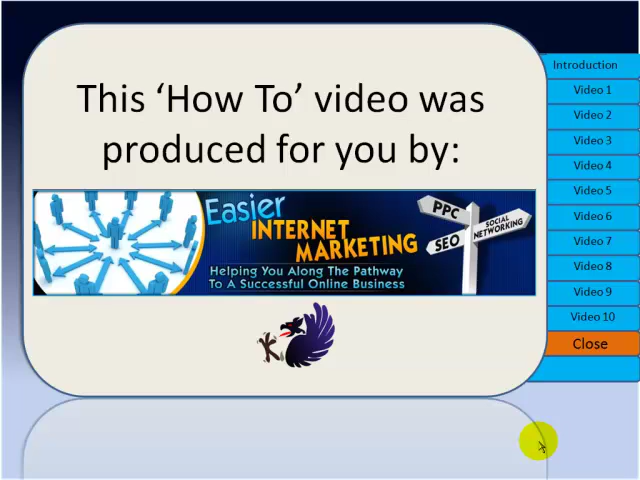 This ‘How To’ video was
produced for you by:
Easier
INTERNET
MARKETING
Helping You Along The Pathway
To A Successful Online Business
PPC
SEO
SOCIAL
NETWORKING
K
Introduction
Video 1
Video 2
Video 3
Video 4
Video 5
Video 6
Video 7
Video 8
Video 9
Video 10
Close